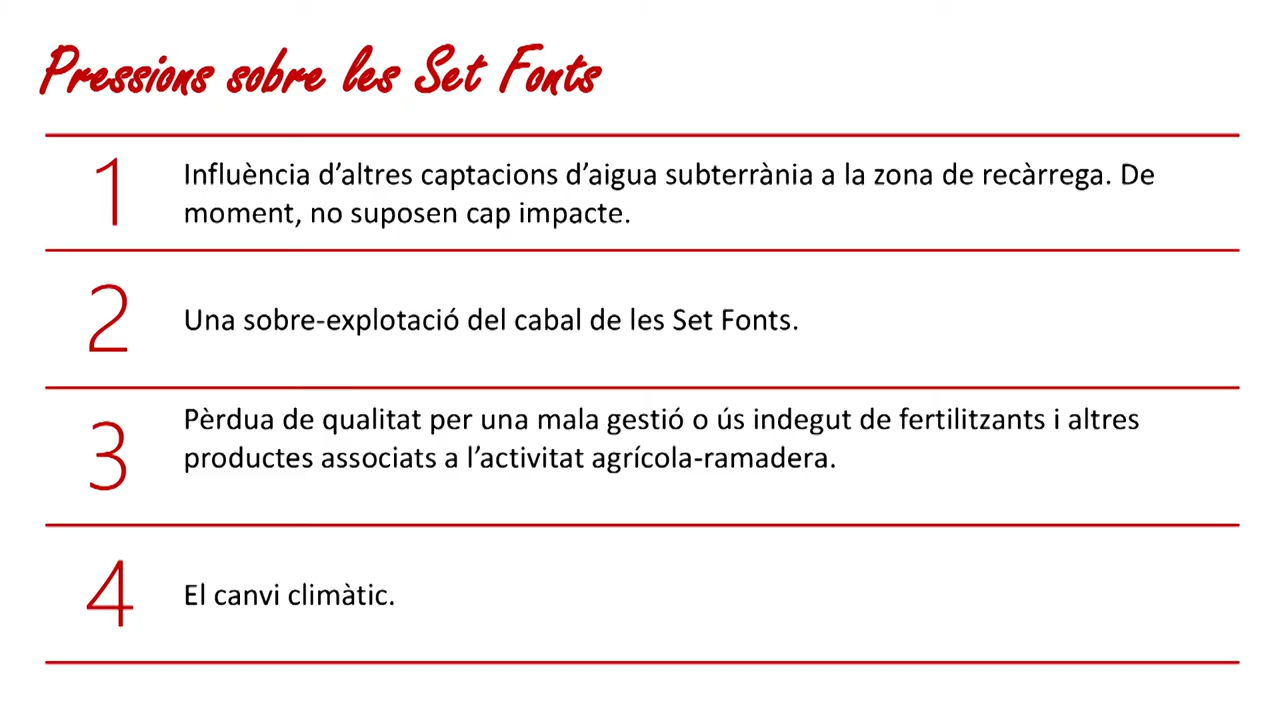 Pressions sobre les Set Fonts
1
Influència d’altres captacions d’aigua subterrània a la zona de recàrrega. De
moment, no suposen cap impacte.
2
Una sobre-explotació del cabal de les Set Fonts.
3
Pèrdua de qualitat per una mala gestió o ús indegut de fertilitzants i altres
productes associats a l’activitat agrícola-ramadera.
4
El canvi climàtic.